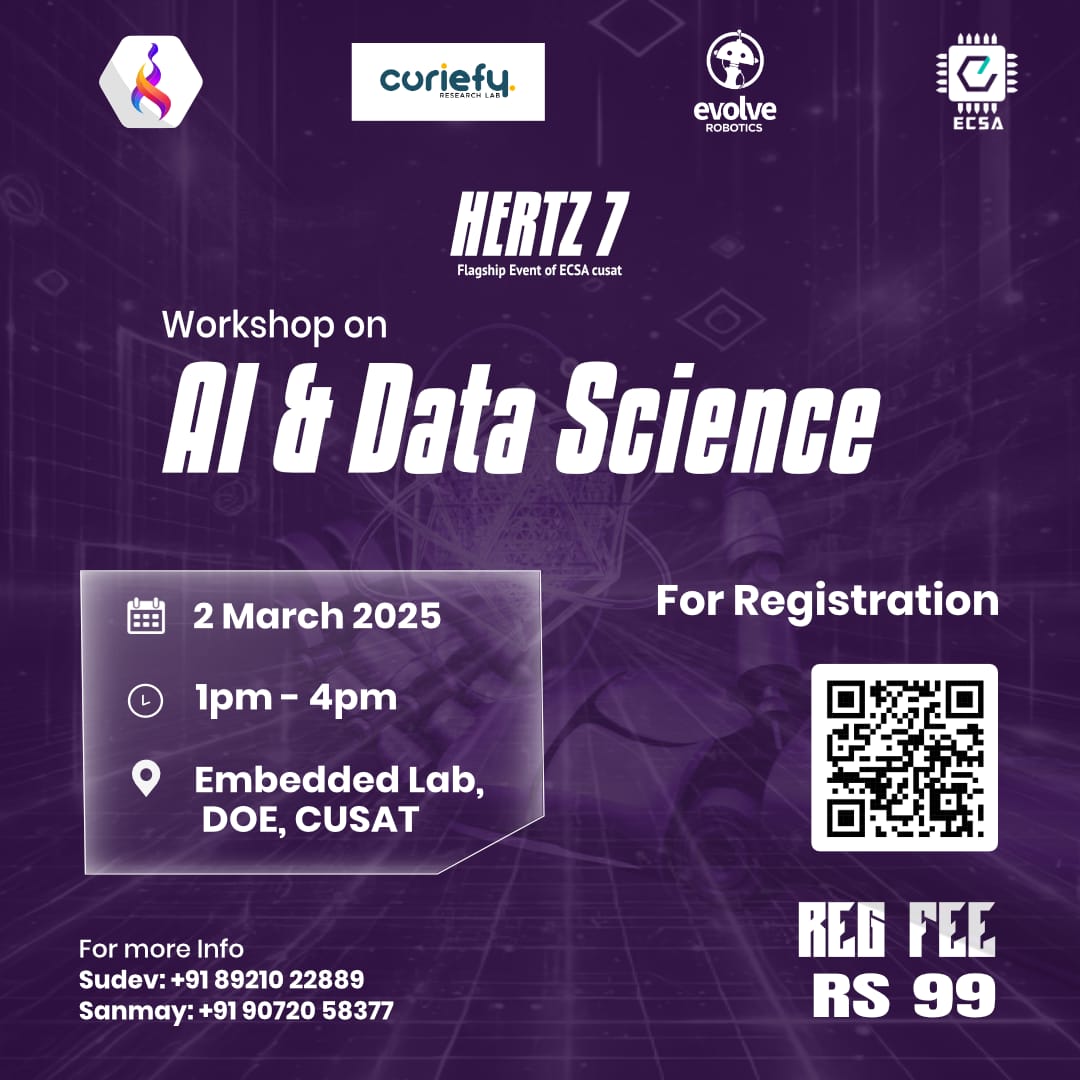 curiefy.
RESEARCH LAB
evolve
ROBOTICS
ECSA
HERTZ 7
Flagship Event of ECSA cusat
Workshop on
AI & Data Science
2 March 2025
1pm - 4pm
Embedded Lab,
DOE, CUSAT
For Registration
REG FEE
RS 99
For more Info
Sudev: +91 89210 22889
Sanmay: +91 90720 58377